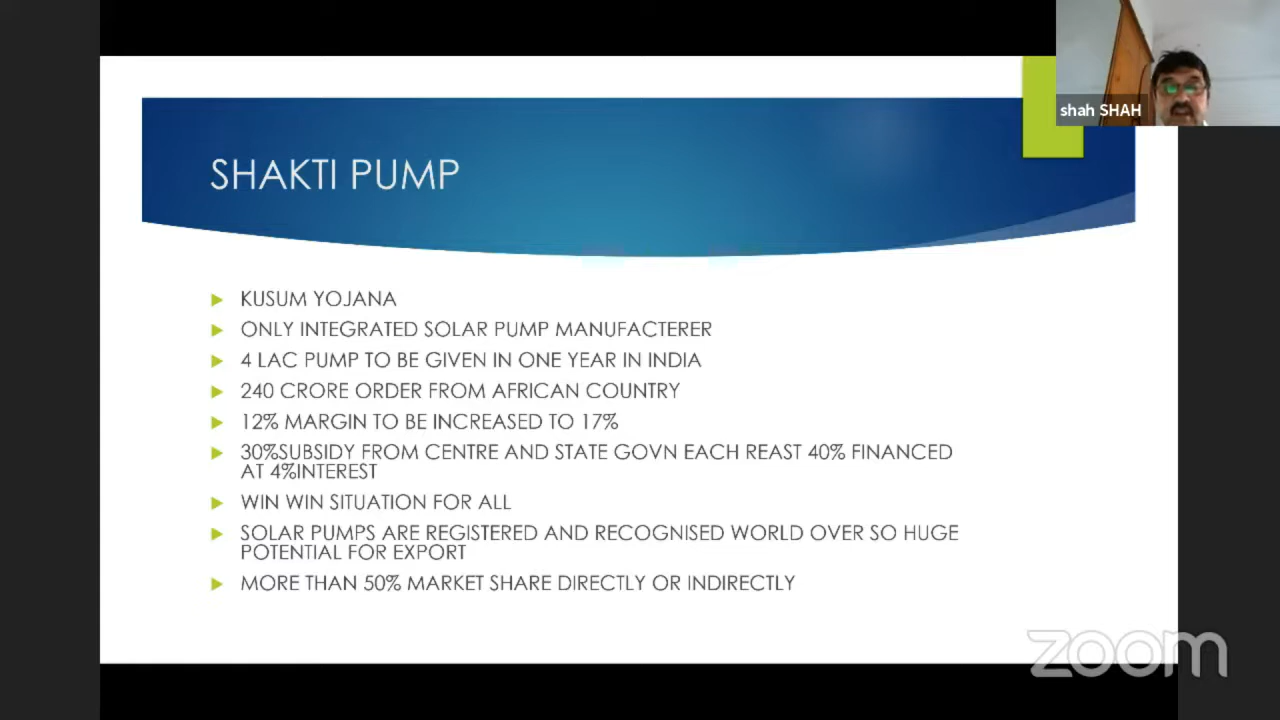 shah SHAH
SHAKTI PUMP
KUSUM YOJANA
ONLY INTEGRATED SOLAR PUMP MANUFACTERER
4 LAC PUMP TO BE GIVEN IN ONE YEAR IN INDIA
240 CRORE ORDER FROM AFRICAN COUNTRY
12% MARGIN TO BE INCREASED TO 17%
30%SUBSIDY FROM CENTRE AND STATE GOVN EACH REAST 40% FINANCED
AT 4%INTEREST
WIN WIN SITUATION FOR ALL
SOLAR PUMPS ARE REGISTERED AND RECOGNISED WORLD OVER SO HUGE
POTENTIAL FOR EXPORT
MORE THAN 50% MARKET SHARE DIRECTLY OR INDIRECTLY
zoom